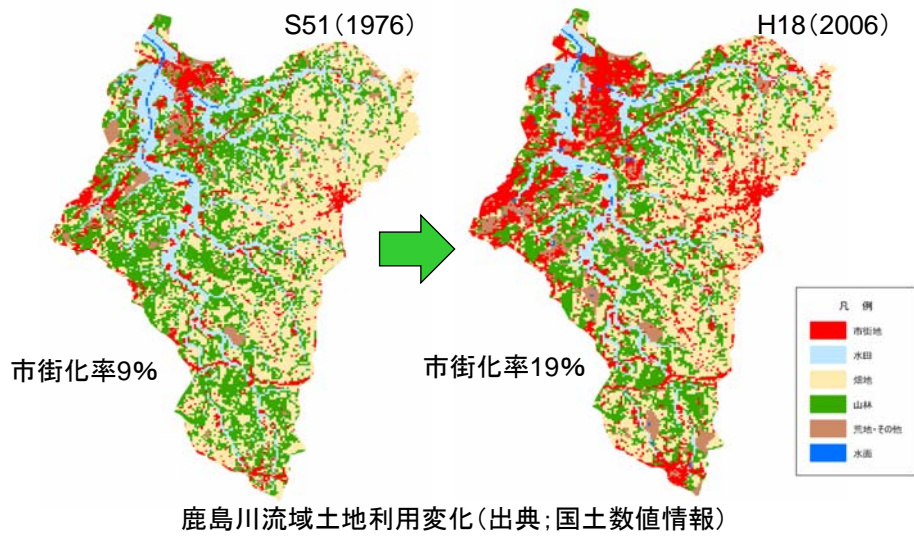 S51(1976)
H18(2006)
市街化率9%
市街化率19%
凡 例
市街地
水田
畑地
山林
荒地・その他
水面
鹿島川流域土地利用変化(出典;国土数値情報)